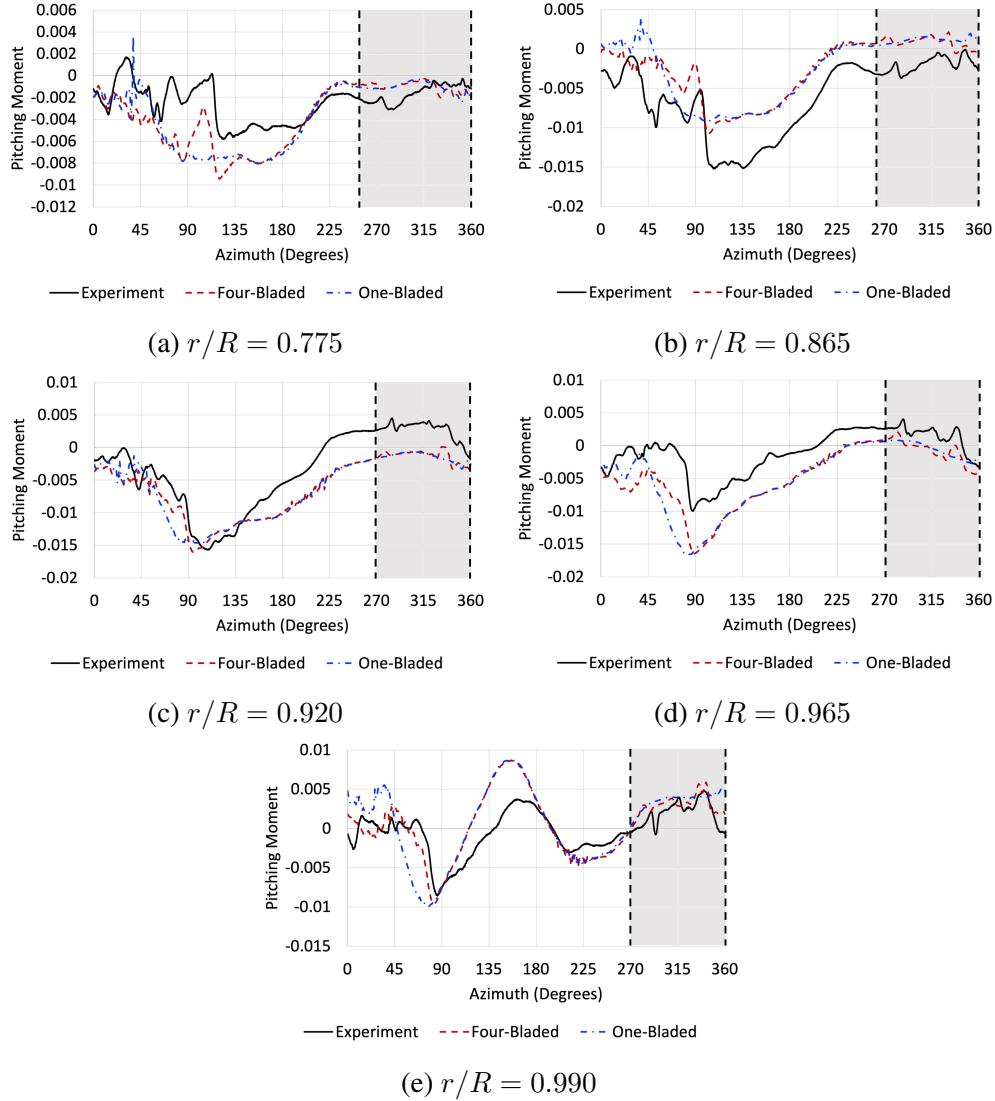 0.006
0.004
0.002
0
-0.002
-0.004
-0.006
-0.008
-0.01
-0.012
Pitching Moment
0 45 90 135 180 225 270 315 360
Azimuth (Degrees)
Experiment Four-Bladed One-Bladed
(a) r/R = 0.775
0.005
0
-0.005
-0.01
-0.015
-0.02
Pitching Moment
0 45 90 135 180 225 270 315 360
Azimuth (Degrees)
Experiment Four-Bladed One-Bladed
(b) r/R = 0.865
0.01
0.005
0
-0.005
-0.01
-0.015
-0.02
Pitching Moment
0 45 90 135 180 225 270 315 360
Azimuth (Degrees)
Experiment Four-Bladed One-Bladed
(c) r/R = 0.920
0.01
0.005
0
-0.005
-0.01
-0.015
-0.02
Pitching Moment
0 45 90 135 180 225 270 315 360
Azimuth (Degrees)
Experiment Four-Bladed One-Bladed
(d) r/R = 0.965
0.01
0.005
0
-0.005
-0.01
-0.015
Pitching Moment
0 45 90 135 180 225 270 315 360
Azimuth (Degrees)
Experiment Four-Bladed One-Bladed
(e) r/R = 0.990